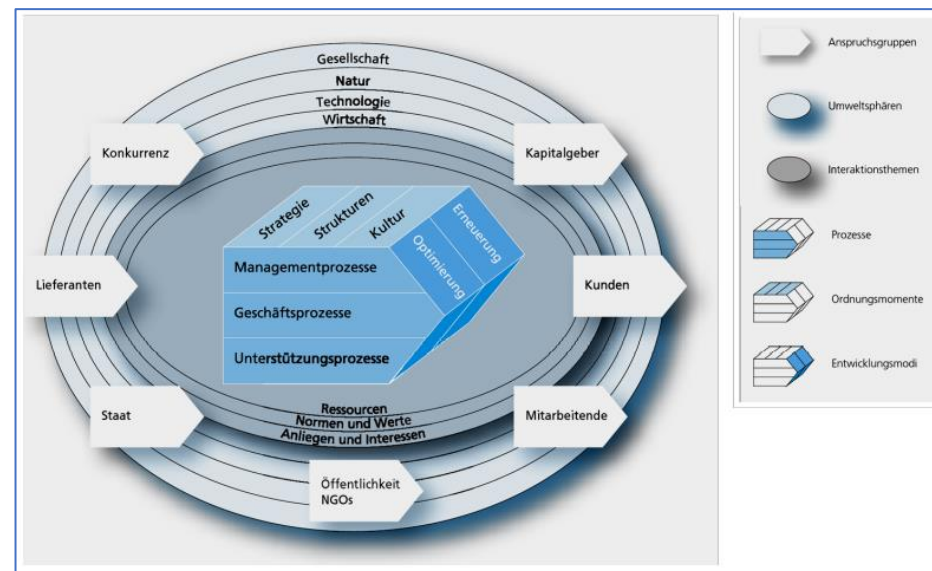 Gesellschaft
Natur
Technologie
Wirtschaft
Konkurrenz
Kapitalgeber
Strategie
Strukturen
Kultur
Erneuerung
Optimierung
Managementprozesse
Geschäftsprozesse
Unterstützungsprozesse
Lieferanten
Kunden
Ressourcen
Normen und Werte
Anliegen und Interessen
Staat
Mitarbeitende
Öffentlichkeit
NGOs
Anspruchsgruppen
Umweltsphären
Interaktionsthemen
Prozesse
Ordnungsmomente
Entwicklungsmodi